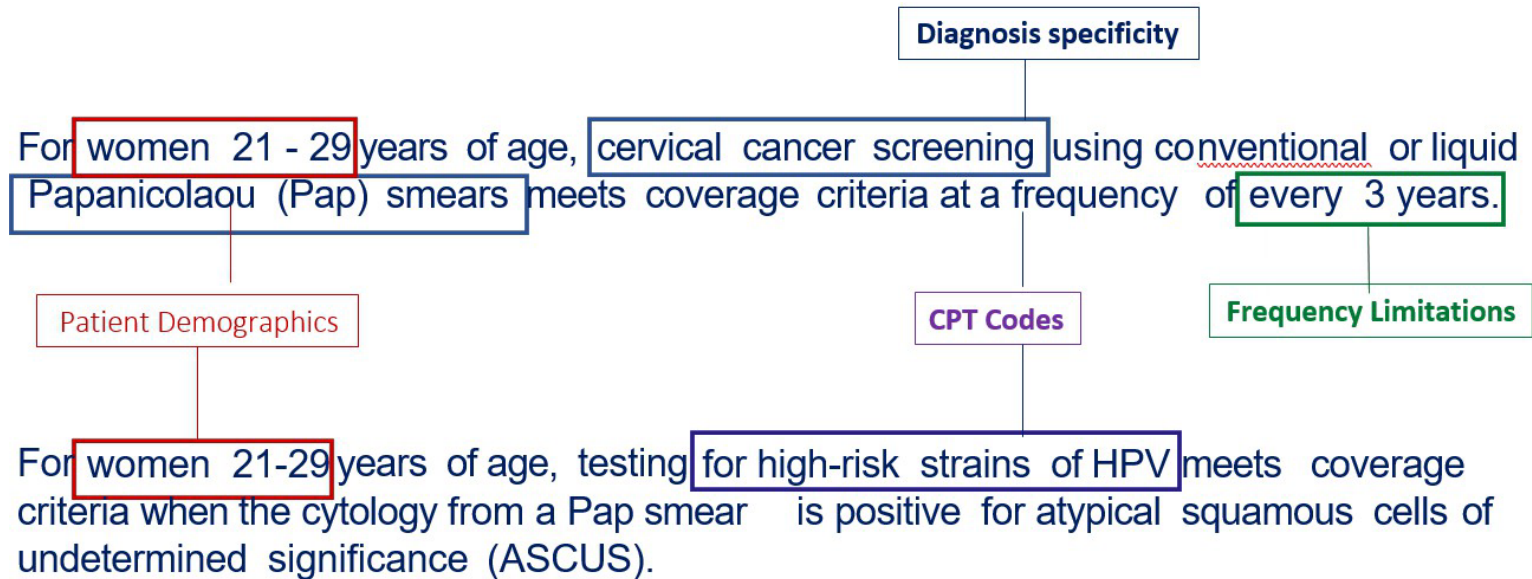 Diagnosis specificity
For women 21 - 29 years of age, cervical cancer screening using conventional or liquid
Papanicolaou (Pap) smears meets coverage criteria at a frequency of every 3 years.
Patient Demographics
CPT Codes
Frequency Limitations
For women 21-29 years of age, testing for high-risk strains of HPV meets coverage
criteria when the cytology from a Pap smear is positive for atypical squamous cells of
undetermined significance (ASCUS).